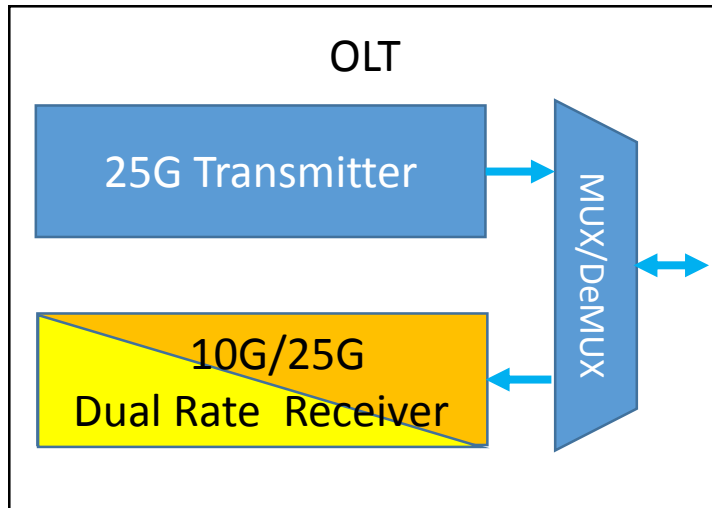 OLT
25G Transmitter
MUX/DeMUX
10G/25G
Dual Rate  Receiver